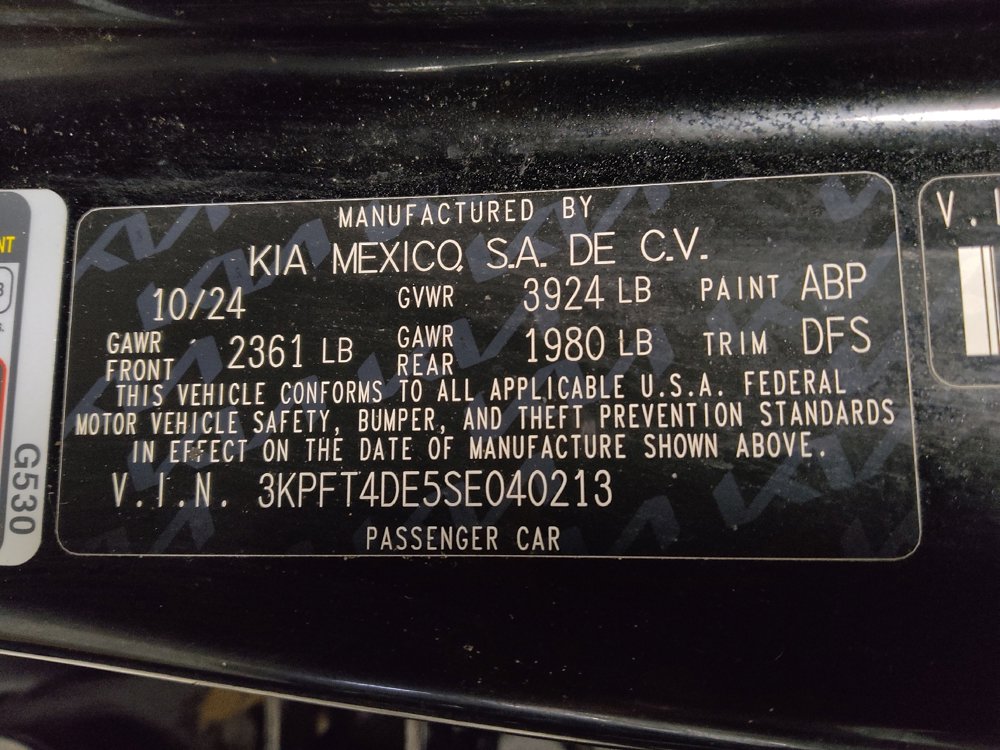 MANUFACTURED BY
KIA MEXICO, S.A. DE C.V.
10/24 GVWR 3924 LB PAINT ABP
GAWR FRONT 2361 LB GAWR REAR 1980 LB TRIM DFS
THIS VEHICLE CONFORMS TO ALL APPLICABLE U.S.A. FEDERAL
MOTOR VEHICLE SAFETY, BUMPER, AND THEFT PREVENTION STANDARDS
IN EFFECT ON THE DATE OF MANUFACTURE SHOWN ABOVE.
V.I.N. 3KPFT4DE5SE040213
PASSENGER CAR
G530
V.